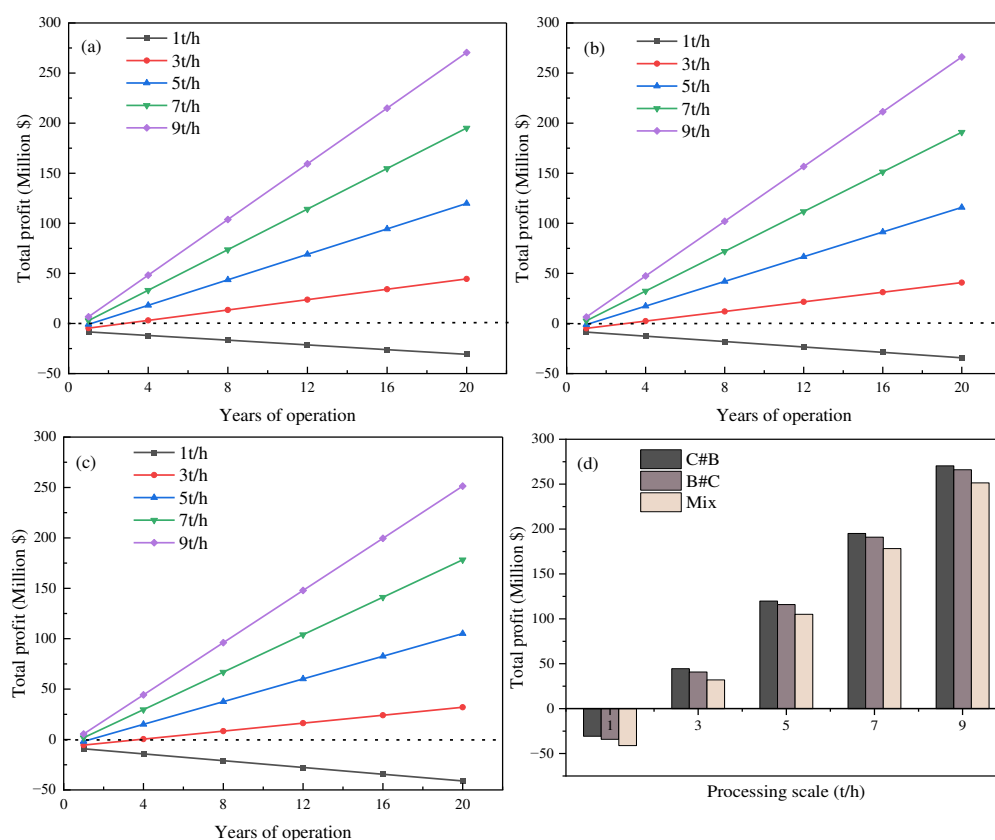 (a)
1t/h
3t/h
5t/h
7t/h
9t/h
300
250
200
150
100
50
0
−50
0
4
8
12
16
20
Total profit (Million $)
Years of operation
(b)
1t/h
3t/h
5t/h
7t/h
9t/h
300
250
200
150
100
50
0
−50
0
4
8
12
16
20
Total profit (Million $)
Years of operation
(c)
1t/h
3t/h
5t/h
7t/h
9t/h
300
250
200
150
100
50
0
−50
0
4
8
12
16
20
Total profit (Million $)
Years of operation
(d)
C#B
B#C
Mix
300
250
200
150
100
50
0
−50
1
3
5
7
9
Total profit (Million $)
Processing scale (t/h)